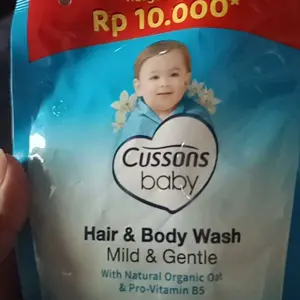 Rp 10.000*
Cussons
baby
Hair & Body Wash
Mild & Gentle
With Natural Organic Oat
& Pro-Vitamin B5